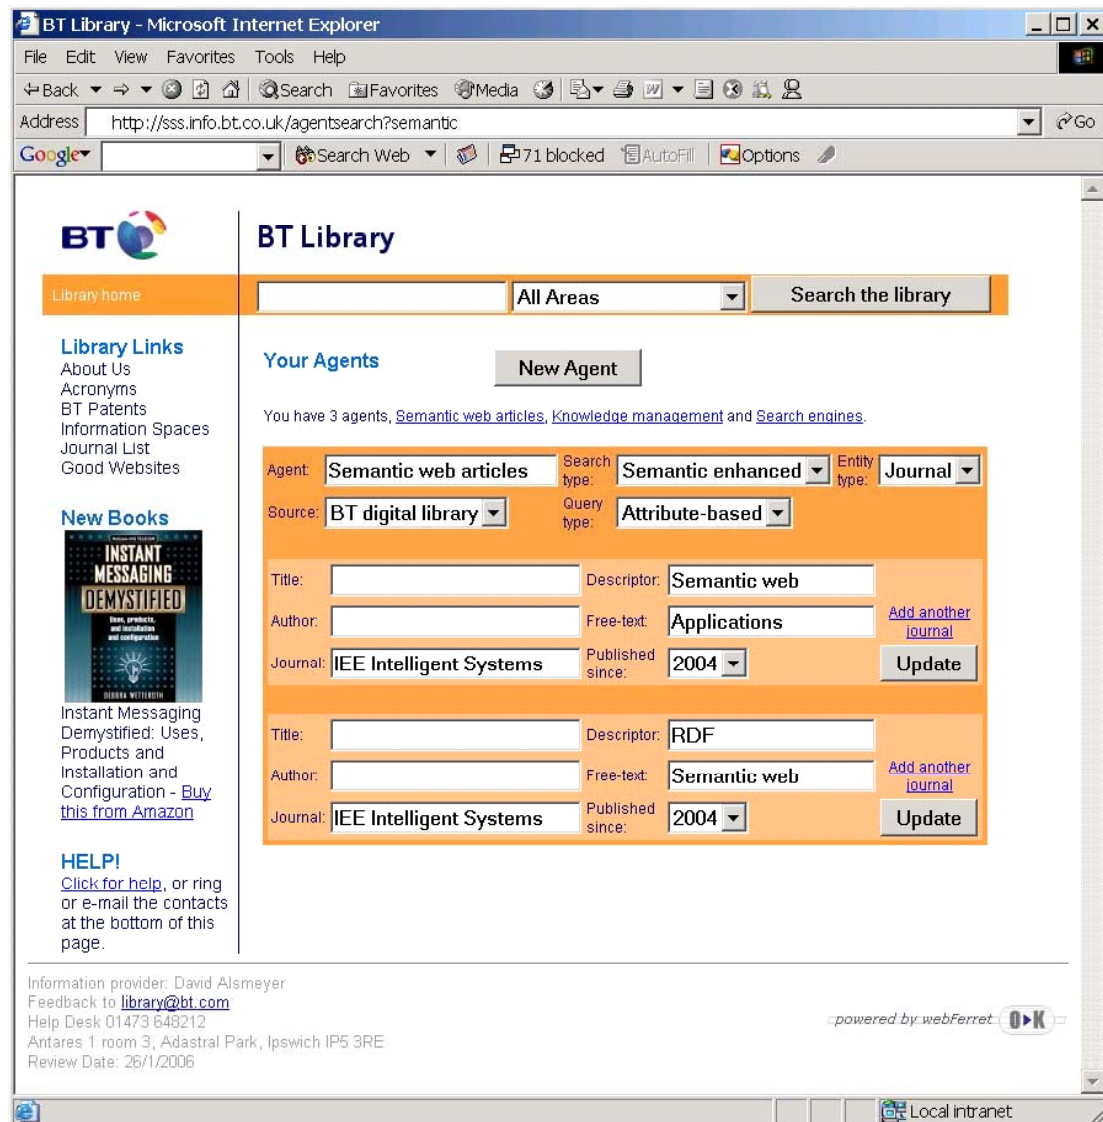 BT Library - Microsoft Internet Explorer
File Edit View Favorites Tools Help
Back Search Favorites Media
Address http://sss.info.bt.co.uk/agentsearch?semantic Go
Google Search Web 71 blocked AutoFill Options
BT
BT Library
Library home All Areas Search the library
Library Links
About Us
Acronyms
BT Patents
Information Spaces
Journal List
Good Websites
New Books
INSTANT
MESSAGING
DEMYSTIFIED
Uses, products,
and installation
and configuration
DEBRA WETTEROTH
Instant Messaging
Demystified: Uses,
Products and
Installation and
Configuration - Buy
this from Amazon
HELP!
Click for help, or ring
or e-mail the contacts
at the bottom of this
page.
Your Agents New Agent
You have 3 agents, Semantic web articles, Knowledge management and Search engines.
Agent: Semantic web articles Search type: Semantic enhanced Entity type: Journal
Source: BT digital library Query type: Attribute-based
Title: Descriptor: Semantic web
Author: Free-text: Applications Add another journal
Journal: IEE Intelligent Systems Published since: 2004 Update
Title: Descriptor: RDF
Author: Free-text: Semantic web Add another journal
Journal: IEE Intelligent Systems Published since: 2004 Update
Information provider: David Alsmeyer
Feedback to library@bt.com
Help Desk 01473 648212
Antares 1 room 3, Adastral Park, Ipswich IP5 3RE
Review Date: 26/1/2006
powered by webFerret
Local intranet